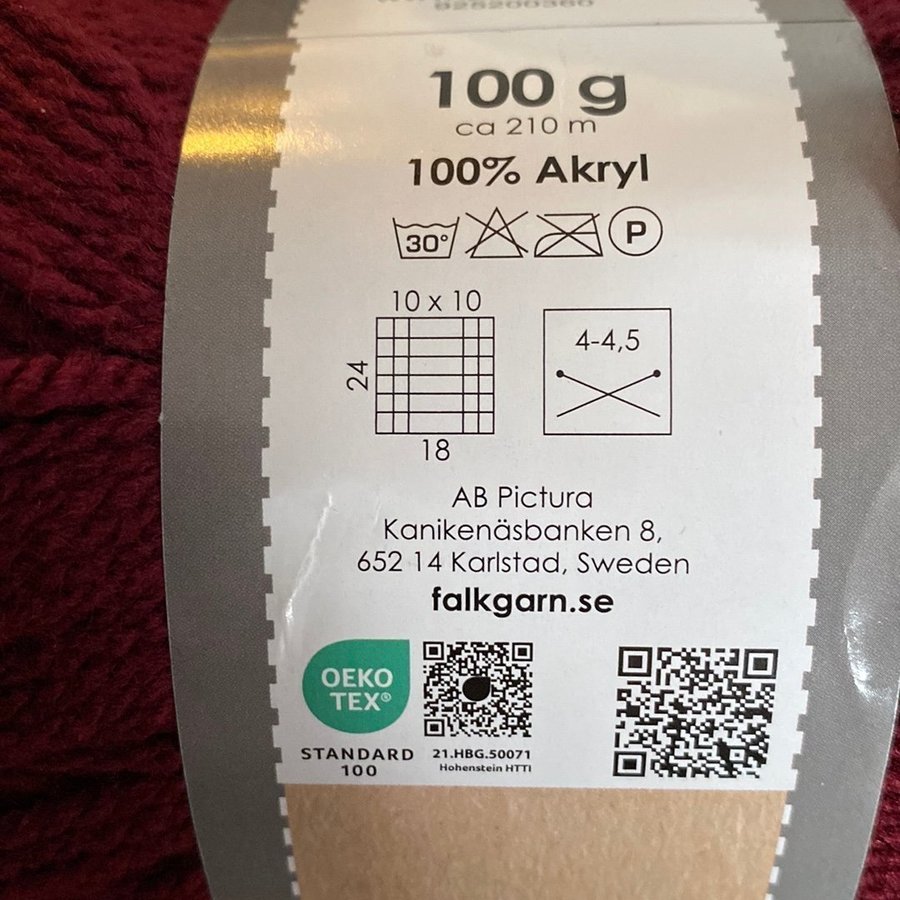 100 g
ca 210 m
100% Akryl
30° P
10 x 10
24
18
4-4,5
AB Pictura
Kanikenäsbanken 8,
652 14 Karlstad, Sweden
falkgarn.se
OEKO
TEX®
STANDARD
100
21.HBG.50071
Hohenstein HTTI